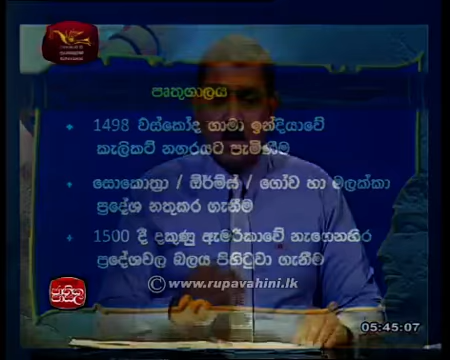 පෘතුගාලය
1498 වස්කෝද ගාමා ඉන්දියාවේ
කැලිකට් නගරයට පැමිණීම
සොකොත්‍රා / ඕර්මිස් / ගෝව හා මලක්කා
ප්‍රදේශ නතුකර ගැනීම
1500 දී දකුණු ඇමරිකාවේ නැගෙනහිර
ප්‍රදේශවල බලය පිහිටුවා ගැනීම
© www.rupavahini.lk
05:45:07